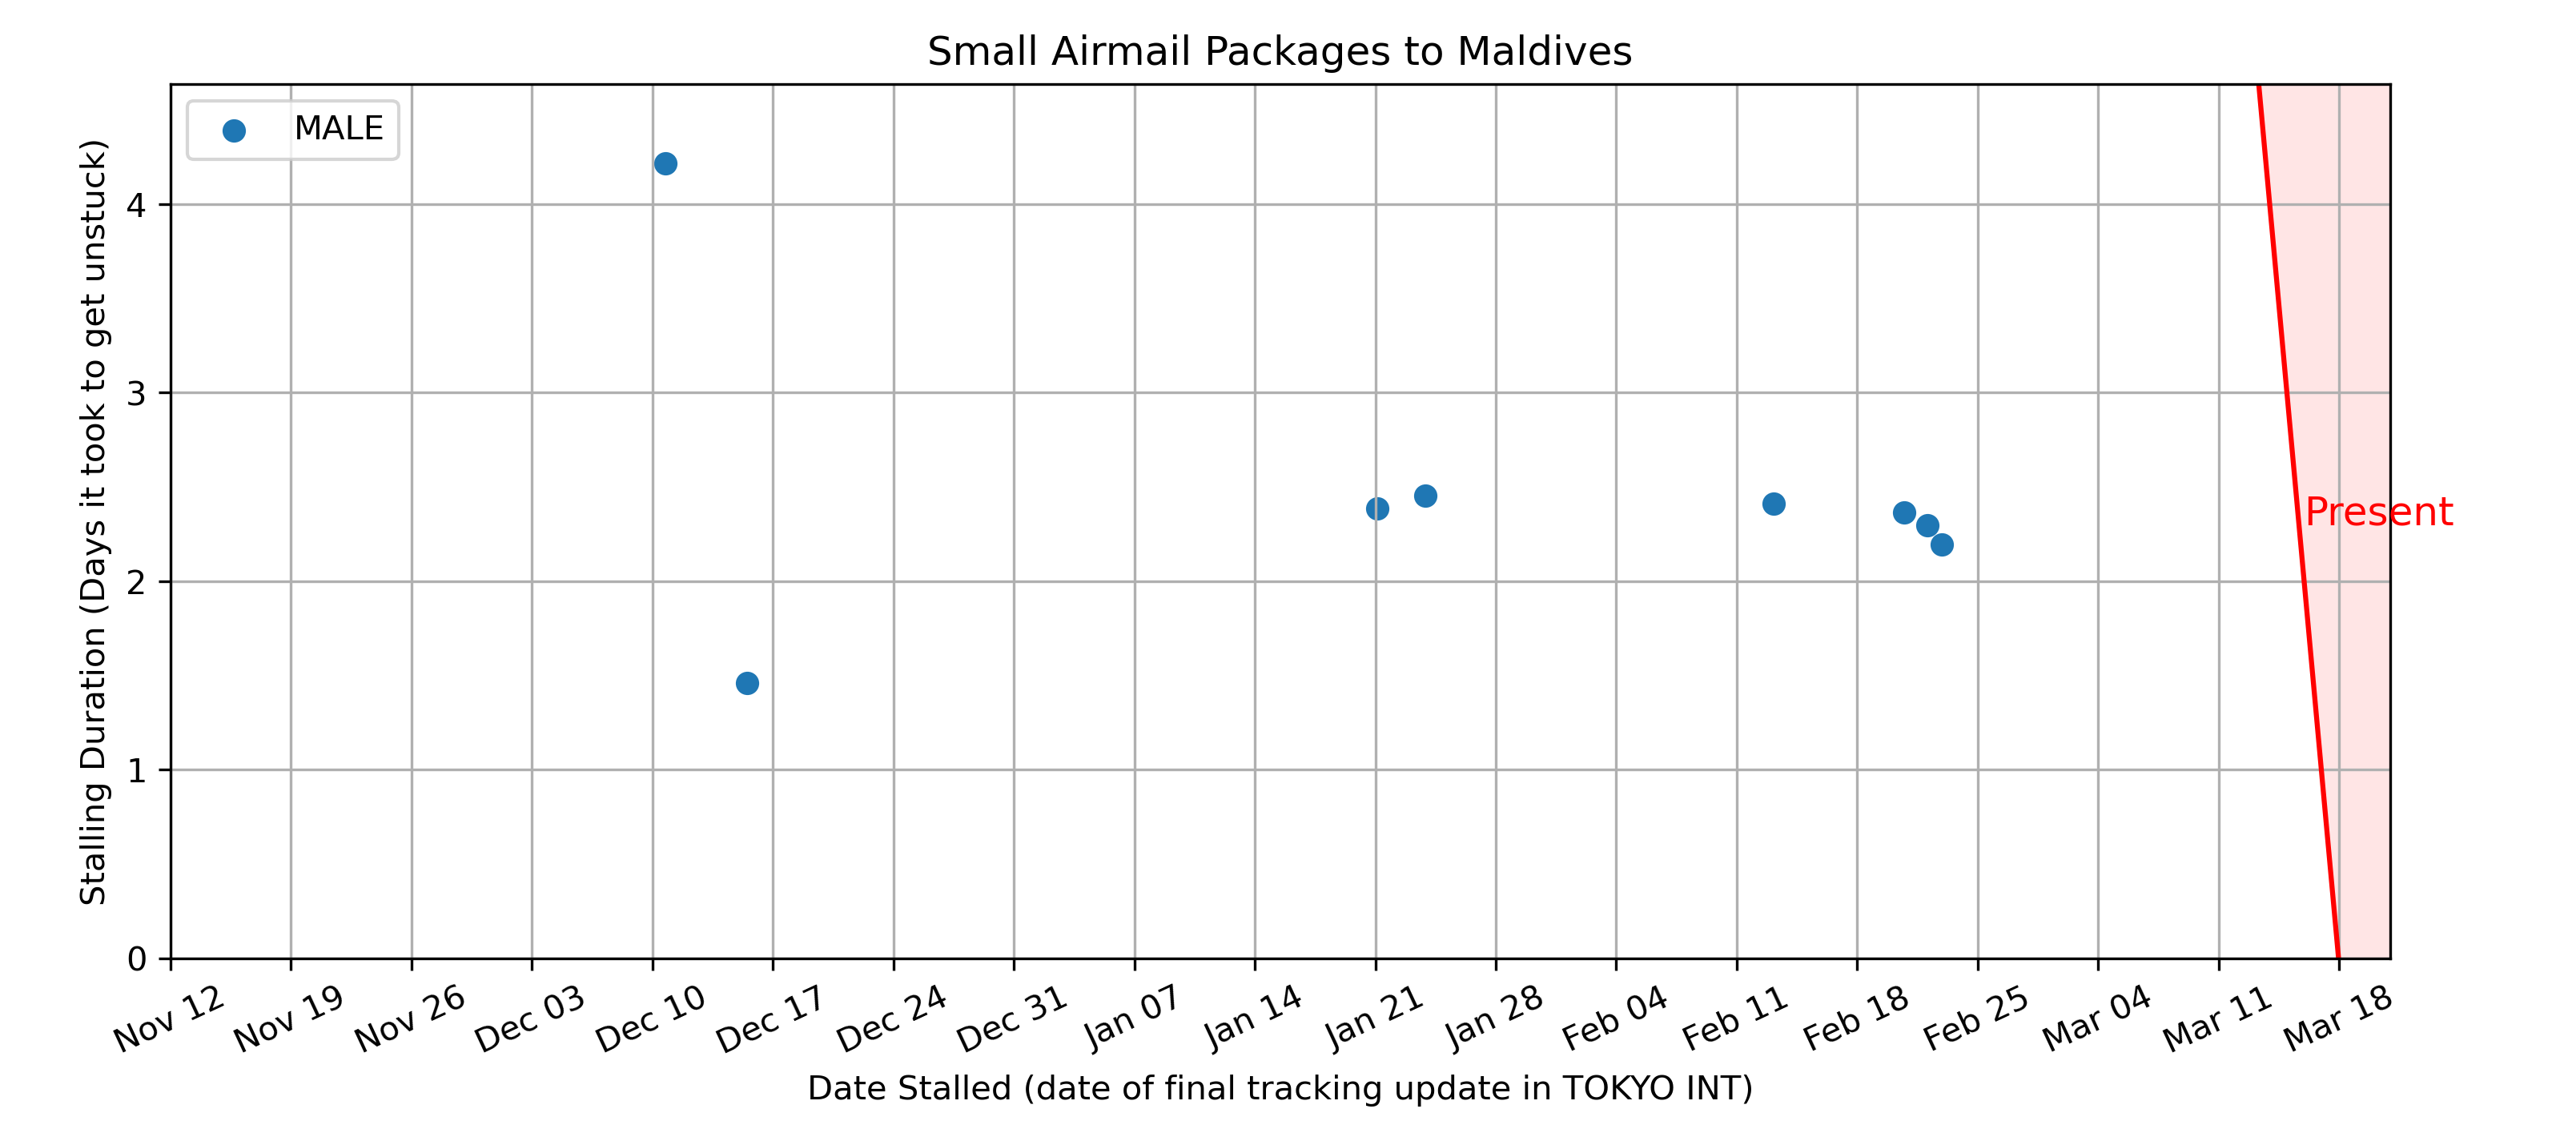 Small Airmail Packages to Maldives
MALE
Stalling Duration (Days it took to get unstuck)
4
3
2
1
0
Present
Nov 12
Nov 19
Nov 26
Dec 03
Dec 10
Dec 17
Dec 24
Dec 31
Jan 07
Jan 14
Jan 21
Jan 28
Feb 04
Feb 11
Feb 18
Feb 25
Mar 04
Mar 11
Mar 18
Date Stalled (date of final tracking update in TOKYO INT)